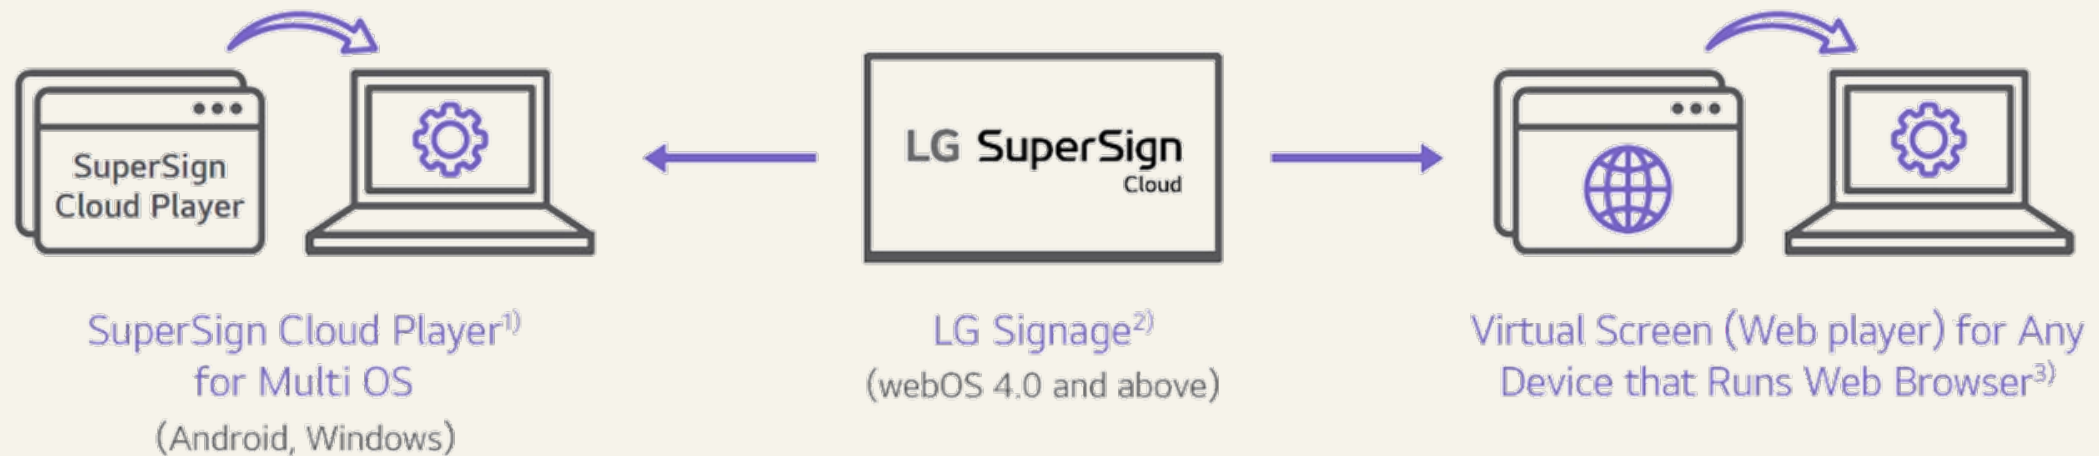 SuperSign
Cloud Player
SuperSign Cloud Player1)
for Multi OS
(Android, Windows)
LG SuperSign
Cloud
LG Signage2)
(webOS 4.0 and above)
Virtual Screen (Web player) for Any
Device that Runs Web Browser3)